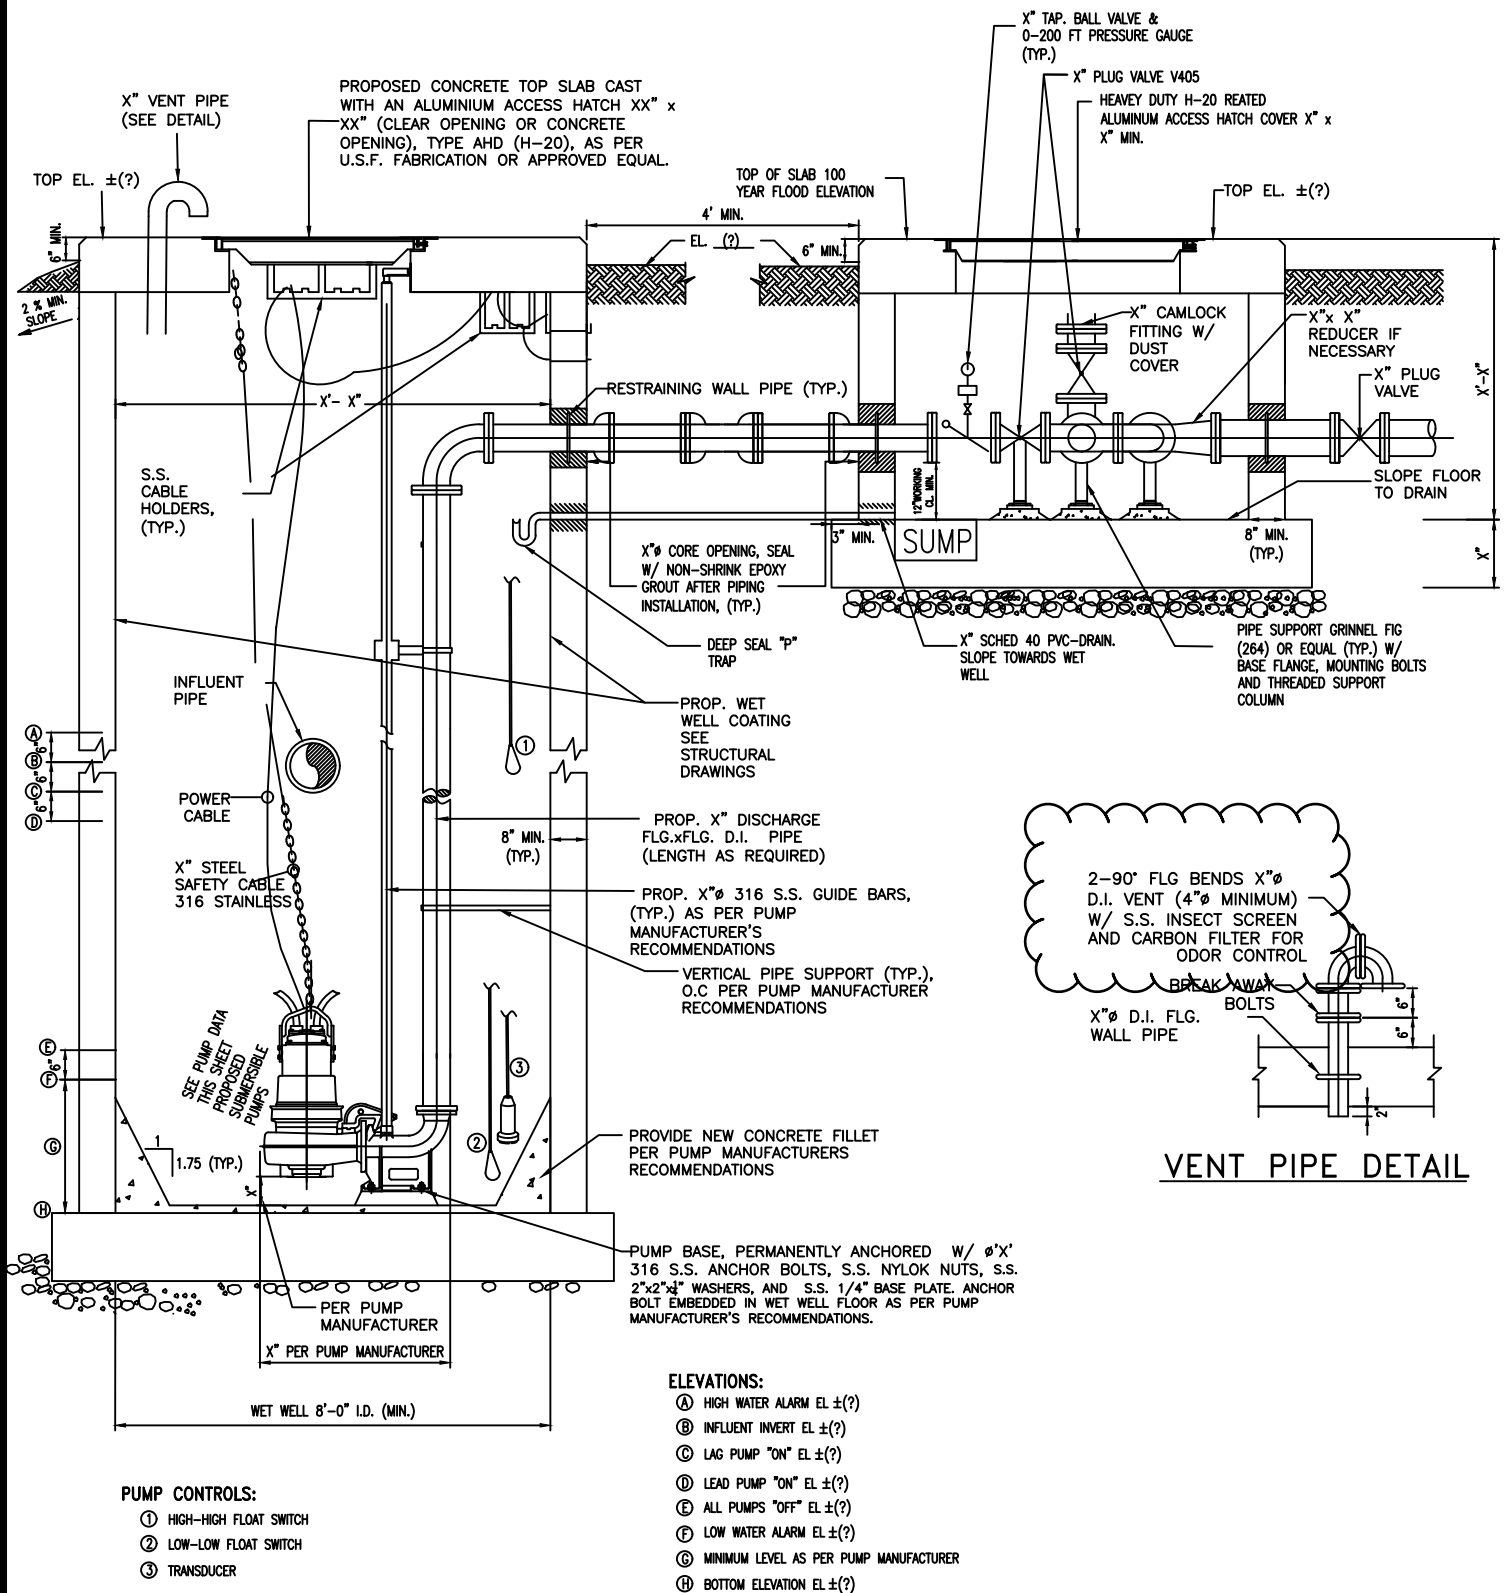 X" TAP. BALL VALVE &
0-200 FT PRESSURE GAUGE
(TYP.)
X" PLUG VALVE V405
HEAVEY DUTY H-20 REATED
ALUMINUM ACCESS HATCH COVER X" x
X" MIN.
X" VENT PIPE
(SEE DETAIL)
PROPOSED CONCRETE TOP SLAB CAST
WITH AN ALUMINIUM ACCESS HATCH XX" x
XX" (CLEAR OPENING OR CONCRETE
OPENING), TYPE AHD (H-20), AS PER
U.S.F. FABRICATION OR APPROVED EQUAL.
TOP EL. ±(?)
TOP OF SLAB 100
YEAR FLOOD ELEVATION
TOP EL. ±(?)
4' MIN.
EL. (?)
6" MIN.
6" MIN.
2 % MIN.
SLOPE
X" CAMLOCK
FITTING W/
DUST
COVER
X"x X"
REDUCER IF
NECESSARY
X" PLUG
VALVE
X'-X"
RESTRAINING WALL PIPE (TYP.)
X'- X"
S.S.
CABLE
HOLDERS,
(TYP.)
12"WORKING
CL. MIN.
SLOPE FLOOR
TO DRAIN
3" MIN.
SUMP
8" MIN.
(TYP.)
X"
X"ø CORE OPENING, SEAL
W/ NON-SHRINK EPOXY
GROUT AFTER PIPING
INSTALLATION, (TYP.)
DEEP SEAL "P"
TRAP
X" SCHED 40 PVC-DRAIN.
SLOPE TOWARDS WET
WELL
PIPE SUPPORT GRINNEL FIG
(264) OR EQUAL (TYP.) W/
BASE FLANGE, MOUNTING BOLTS
AND THREADED SUPPORT
COLUMN
INFLUENT
PIPE
PROP. WET
WELL COATING
SEE
STRUCTURAL
DRAWINGS
A
6"
B
6"
C
6"
D
1
POWER
CABLE
8" MIN.
(TYP.)
PROP. X" DISCHARGE
FLG.xFLG. D.I. PIPE
(LENGTH AS REQUIRED)
X" STEEL
SAFETY CABLE
316 STAINLESS
PROP. X"ø 316 S.S. GUIDE BARS,
(TYP.) AS PER PUMP
MANUFACTURER'S
RECOMMENDATIONS
VERTICAL PIPE SUPPORT (TYP.),
O.C PER PUMP MANUFACTURER
RECOMMENDATIONS
2-90° FLG BENDS X"ø
D.I. VENT (4"ø MINIMUM)
W/ S.S. INSECT SCREEN
AND CARBON FILTER FOR
ODOR CONTROL
BREAK AWAY
BOLTS
X"ø D.I. FLG.
WALL PIPE
6"
6"
2"
VENT PIPE DETAIL
E
6"
F
G
H
SEE PUMP DATA
THIS SHEET
PROPOSED
SUBMERSIBLE
PUMPS
3
2
1
1.75 (TYP.)
X"
PROVIDE NEW CONCRETE FILLET
PER PUMP MANUFACTURERS
RECOMMENDATIONS
PUMP BASE, PERMANENTLY ANCHORED W/ ø'X'
316 S.S. ANCHOR BOLTS, S.S. NYLOK NUTS, S.S.
2"x2"x¼" WASHERS, AND S.S. 1/4" BASE PLATE. ANCHOR
BOLT EMBEDDED IN WET WELL FLOOR AS PER PUMP
MANUFACTURER'S RECOMMENDATIONS.
PER PUMP
MANUFACTURER
X" PER PUMP MANUFACTURER
WET WELL 8'-0" I.D. (MIN.)
ELEVATIONS:
A HIGH WATER ALARM EL ±(?)
B INFLUENT INVERT EL ±(?)
C LAG PUMP "ON" EL ±(?)
D LEAD PUMP "ON" EL ±(?)
E ALL PUMPS "OFF" EL ±(?)
F LOW WATER ALARM EL ±(?)
G MINIMUM LEVEL AS PER PUMP MANUFACTURER
H BOTTOM ELEVATION EL ±(?)
PUMP CONTROLS:
1 HIGH-HIGH FLOAT SWITCH
2 LOW-LOW FLOAT SWITCH
3 TRANSDUCER